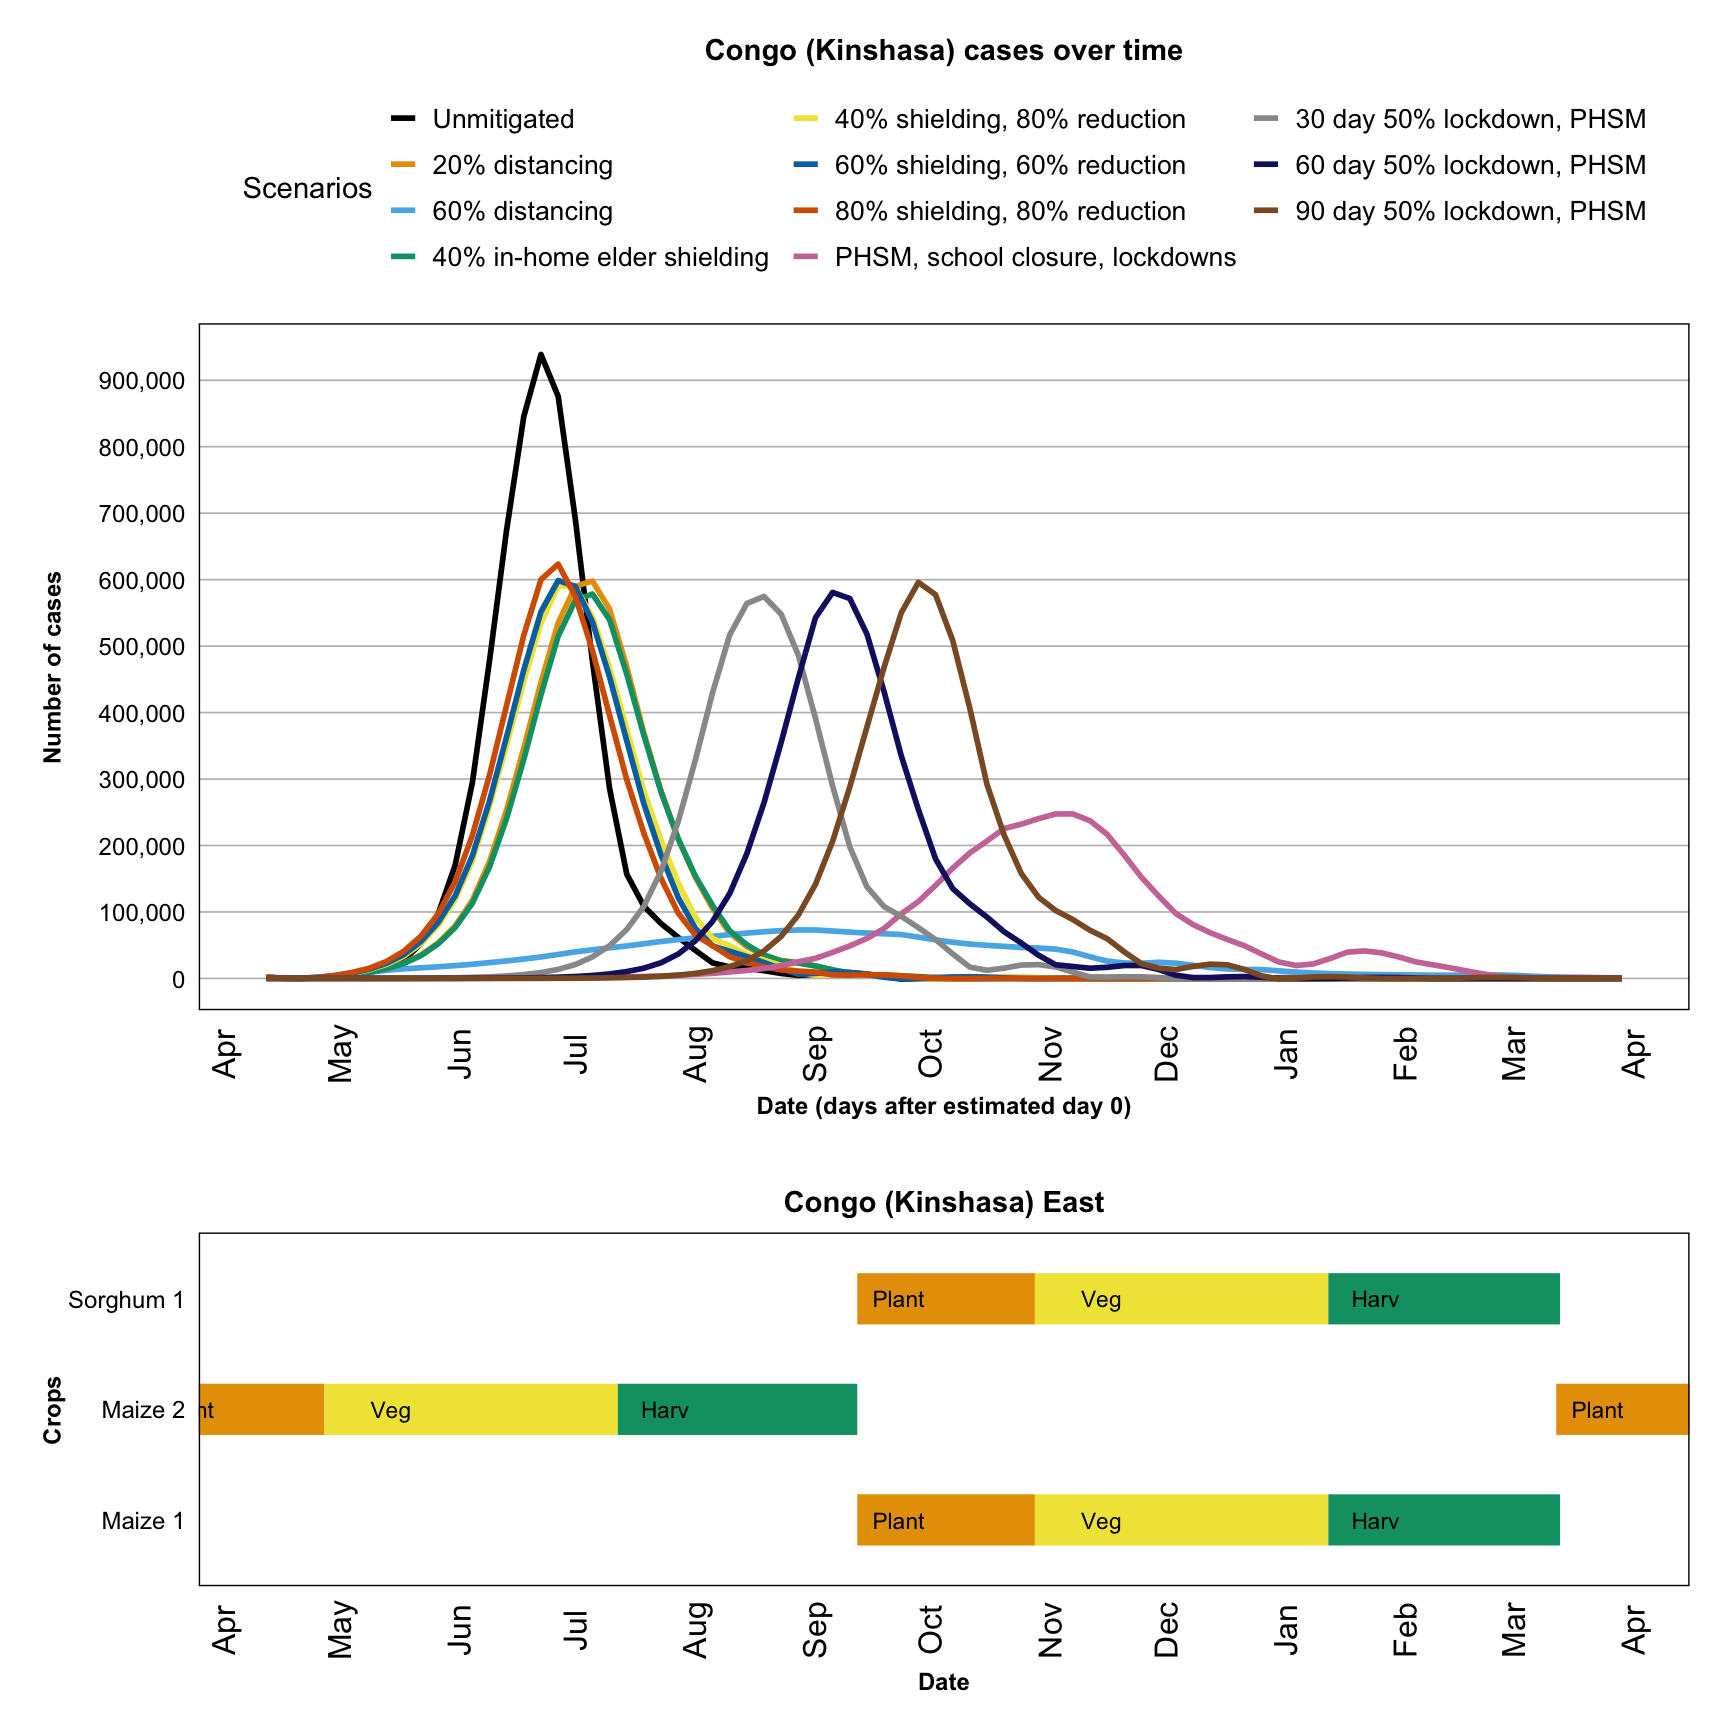 Congo (Kinshasa) cases over time
Scenarios
Unmitigated
20% distancing
60% distancing
40% in-home elder shielding
40% shielding, 80% reduction
60% shielding, 60% reduction
80% shielding, 80% reduction
PHSM, school closure, lockdowns
30 day 50% lockdown, PHSM
60 day 50% lockdown, PHSM
90 day 50% lockdown, PHSM
Number of cases
900,000
800,000
700,000
600,000
500,000
400,000
300,000
200,000
100,000
0
Apr May Jun Jul Aug Sep Oct Nov Dec Jan Feb Mar Apr
Date (days after estimated day 0)
Congo (Kinshasa) East
Crops
Sorghum 1 Plant Veg Harv
Maize 2 nt Veg Harv Plant
Maize 1 Plant Veg Harv
Apr May Jun Jul Aug Sep Oct Nov Dec Jan Feb Mar Apr
Date